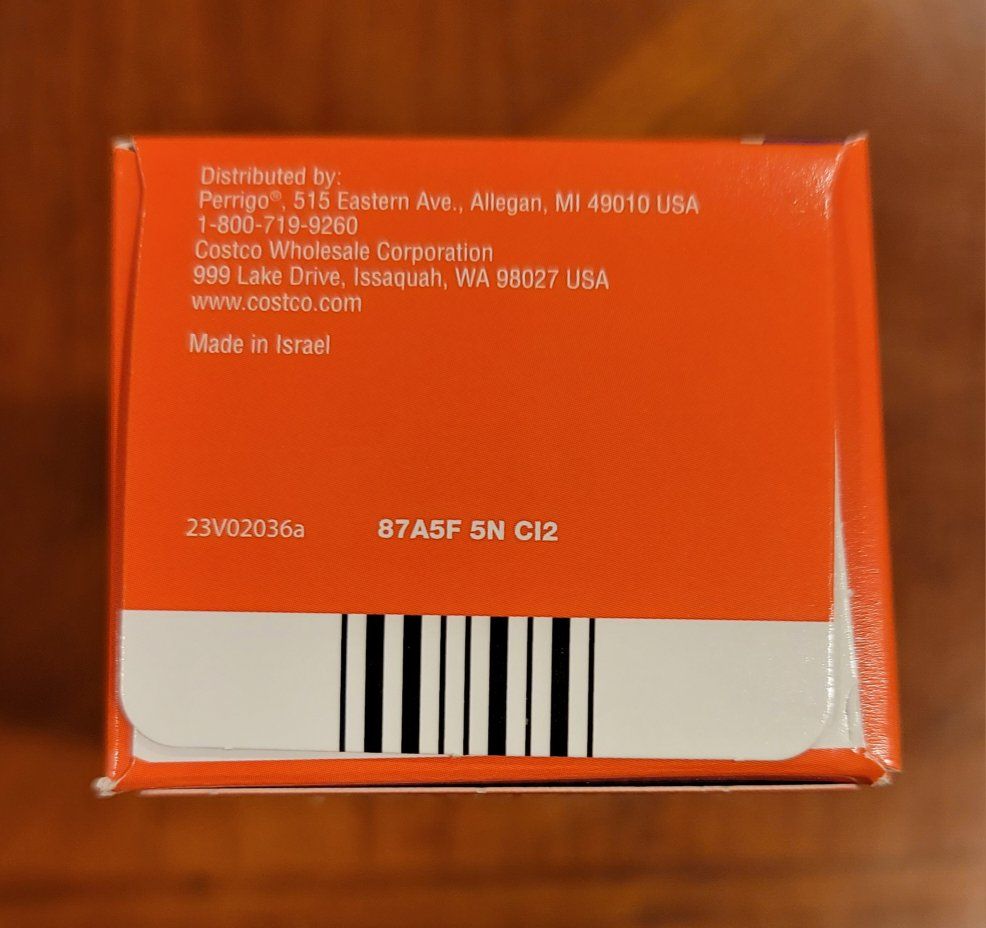 Distributed by:
Perrigo®, 515 Eastern Ave., Allegan, MI 49010 USA
1-800-719-9260
Costco Wholesale Corporation
999 Lake Drive, Issaquah, WA 98027 USA
www.costco.com
Made in Israel
23V02036a 87A5F 5N CI2